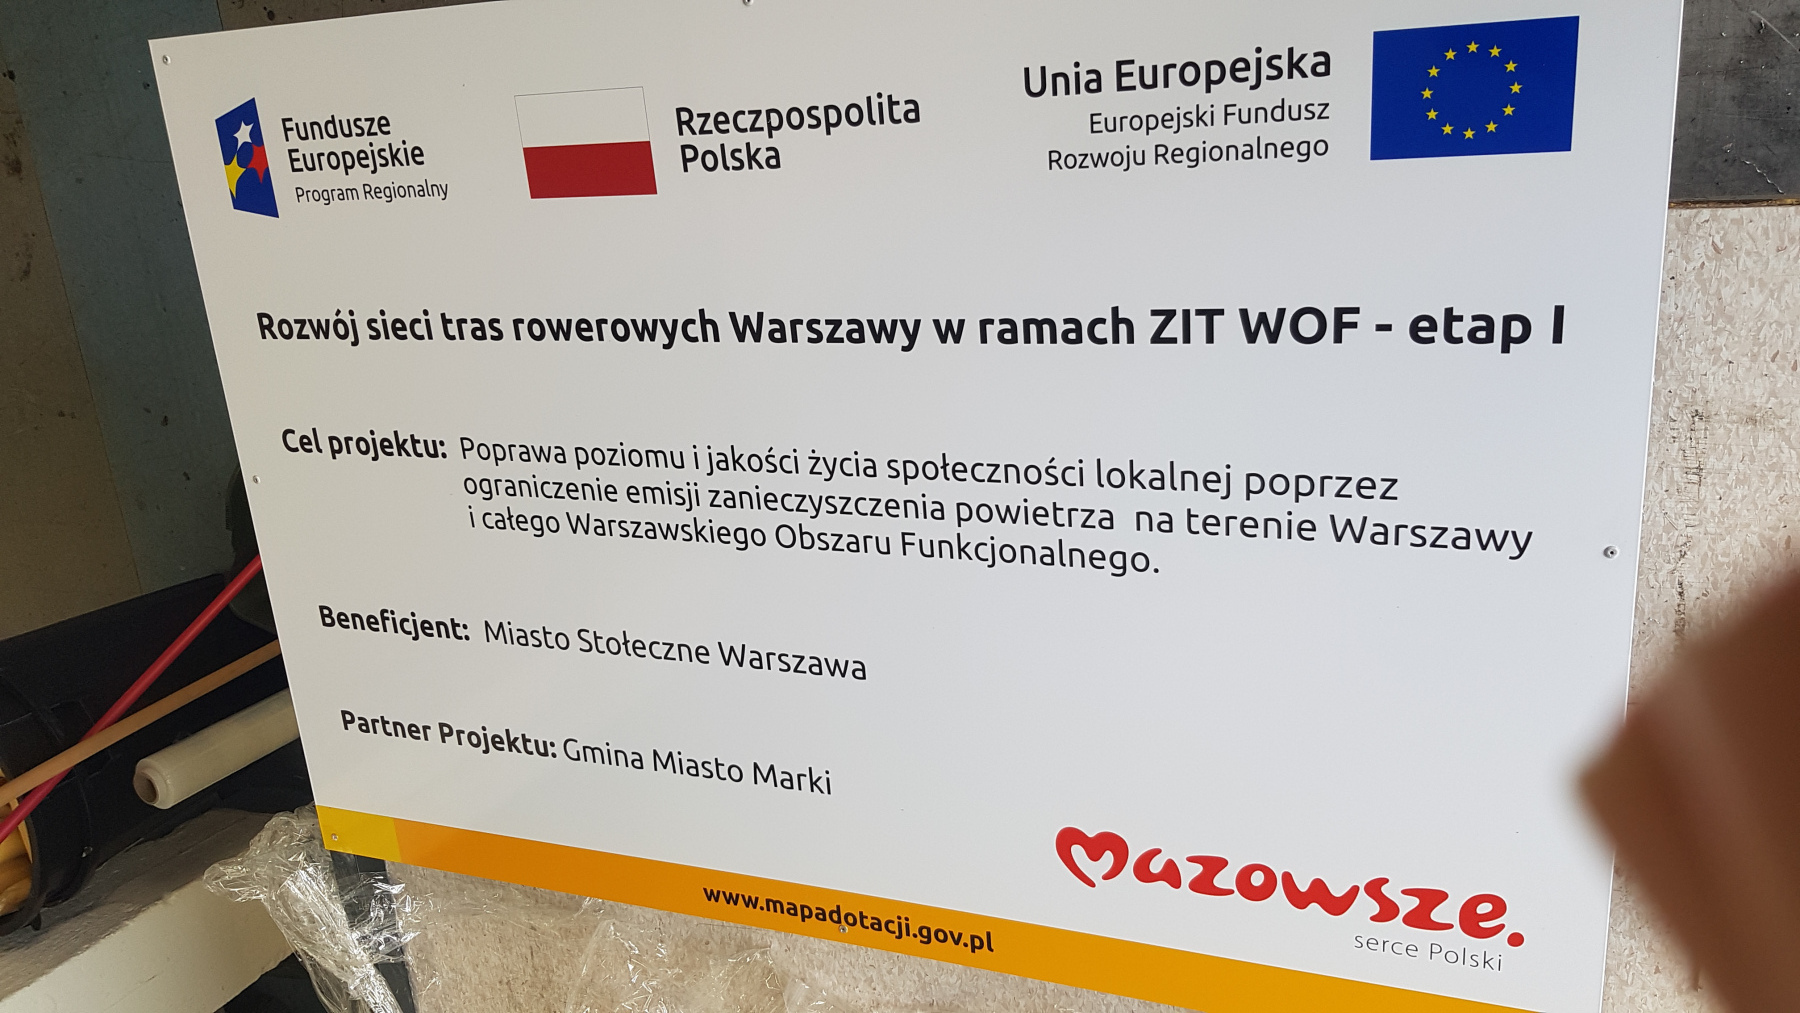 Fundusze
Europejskie
Program Regionalny
Rzeczpospolita
Polska
Unia Europejska
Europejski Fundusz
Rozwoju Regionalnego
Rozwój sieci tras rowerowych Warszawy w ramach ZIT WOF - etap I
Cel projektu: Poprawa poziomu i jakości życia społeczności lokalnej poprzez
ograniczenie emisji zanieczyszczenia powietrza na terenie Warszawy
i całego Warszawskiego Obszaru Funkcjonalnego.
Beneficjent: Miasto Stołeczne Warszawa
Partner Projektu: Gmina Miasto Marki
mazowsze.
serce Polski
www.mapadotacji.gov.pl